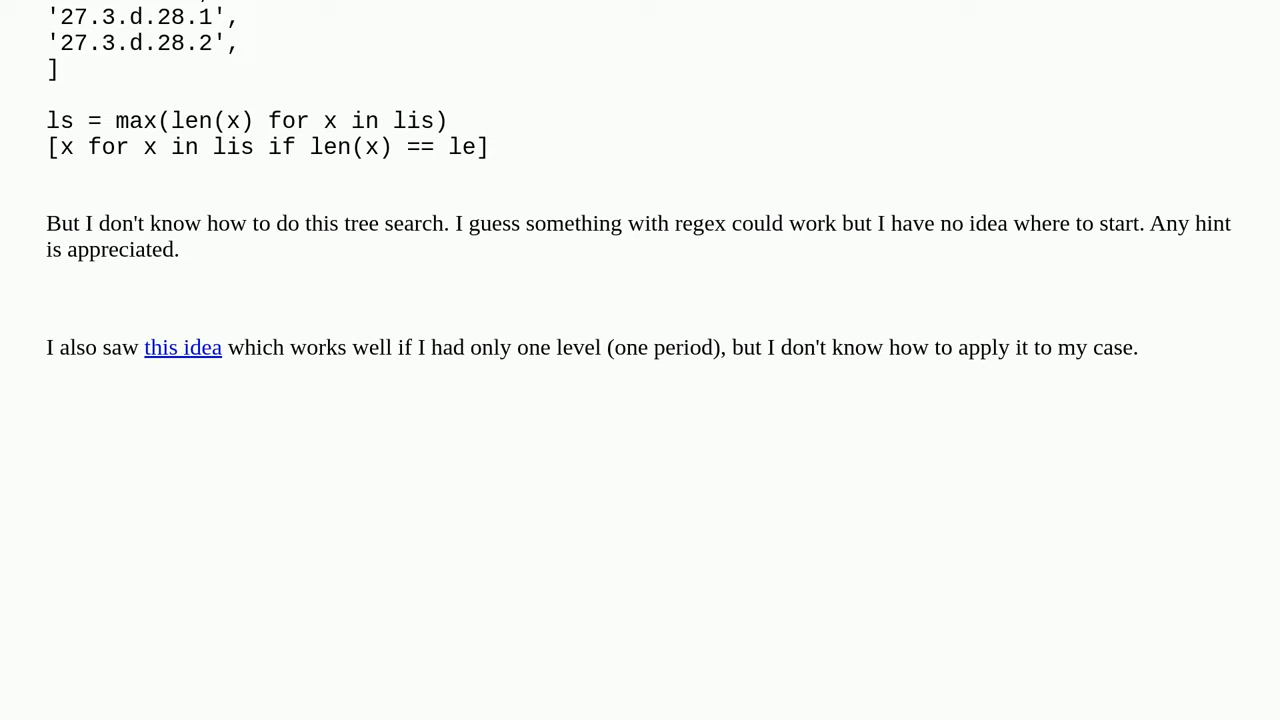 '27.3.d.28.1',
'27.3.d.28.2',
]
ls = max(len(x) for x in lis)
[x for x in lis if len(x) == le]
But I don't know how to do this tree search. I guess something with regex could work but I have no idea where to start. Any hint
is appreciated.
I also saw this idea which works well if I had only one level (one period), but I don't know how to apply it to my case.